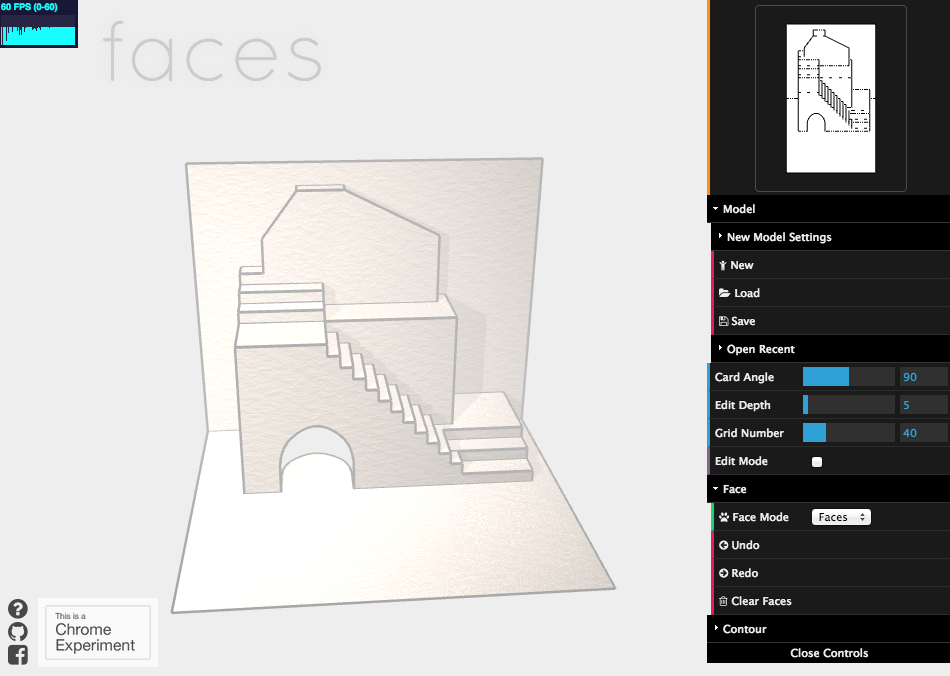 60 FPS (0-60)
faces
Model
New Model Settings
New
Load
Save
Open Recent
Card Angle 90
Edit Depth 5
Grid Number 40
Edit Mode
Face
Face Mode Faces
Undo
Redo
Clear Faces
Contour
Close Controls
?
This is a
Chrome
Experiment